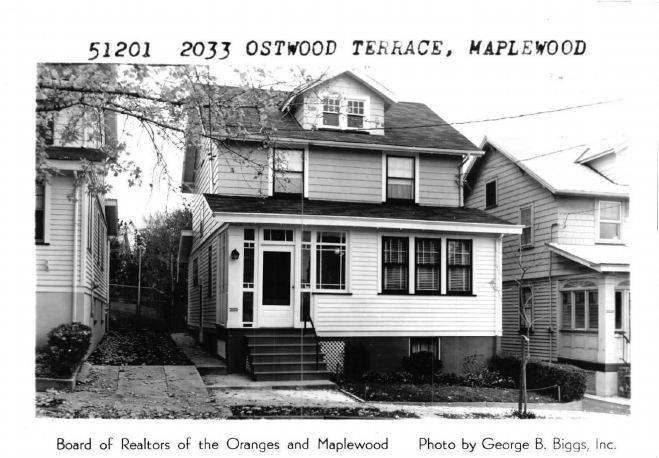 51201 2033 OSTWOOD TERRACE, MAPLEWOOD
Board of Realtors of the Oranges and Maplewood Photo by George B. Biggs, Inc.